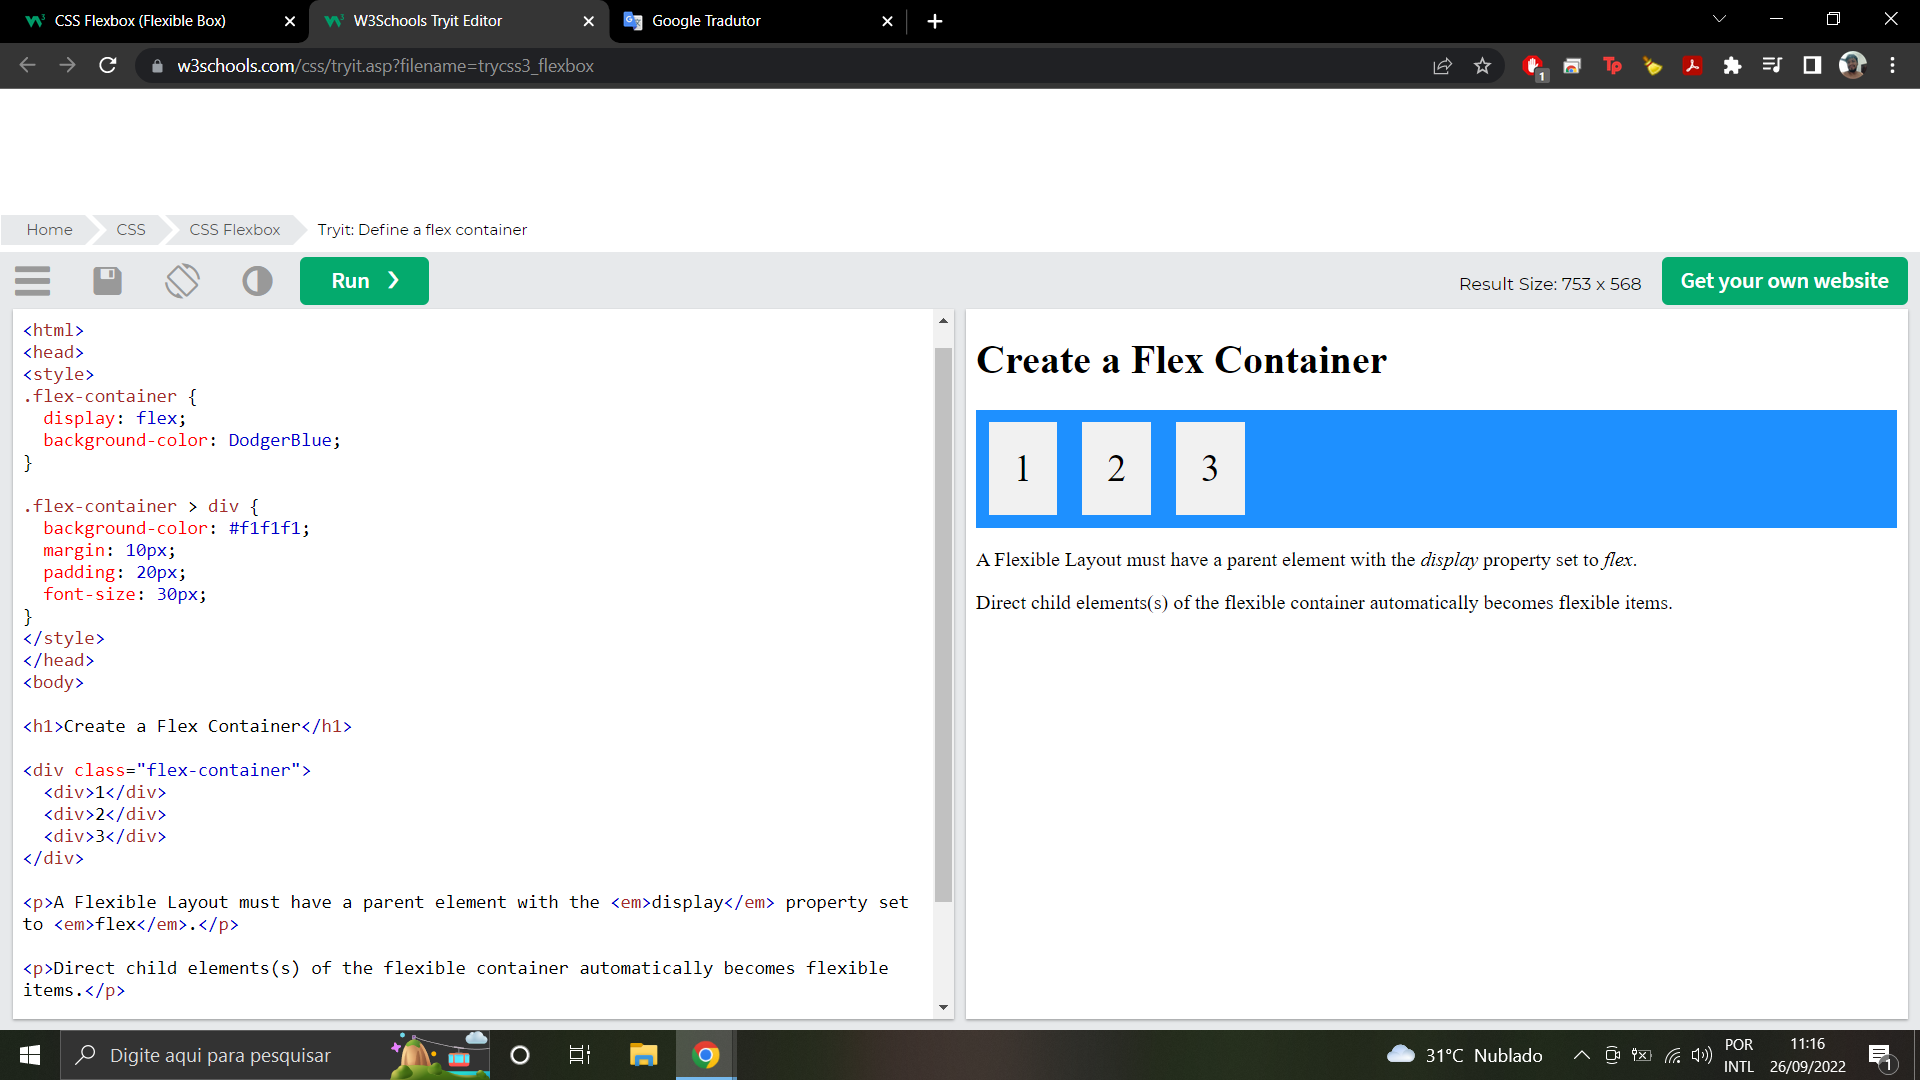 CSS Flexbox (Flexible Box)
W3Schools Tryit Editor
Google Tradutor
w3schools.com/css/tryit.asp?filename=trycss3_flexbox
1
Home
CSS
CSS Flexbox
Tryit: Define a flex container
Run ❯
Result Size: 753 x 568
Get your own website
<html>
<head>
<style>
.flex-container {
  display: flex;
  background-color: DodgerBlue;
}

.flex-container > div {
  background-color: #f1f1f1;
  margin: 10px;
  padding: 20px;
  font-size: 30px;
}
</style>
</head>
<body>

<h1>Create a Flex Container</h1>

<div class="flex-container">
  <div>1</div>
  <div>2</div>
  <div>3</div>
</div>

<p>A Flexible Layout must have a parent element with the <em>display</em> property set
to <em>flex</em>.</p>

<p>Direct child elements(s) of the flexible container automatically becomes flexible
items.</p>
Create a Flex Container
1 2 3
A Flexible Layout must have a parent element with the display property set to flex.
Direct child elements(s) of the flexible container automatically becomes flexible items.
Digite aqui para pesquisar
31°C Nublado
POR
INTL
11:16
26/09/2022
1